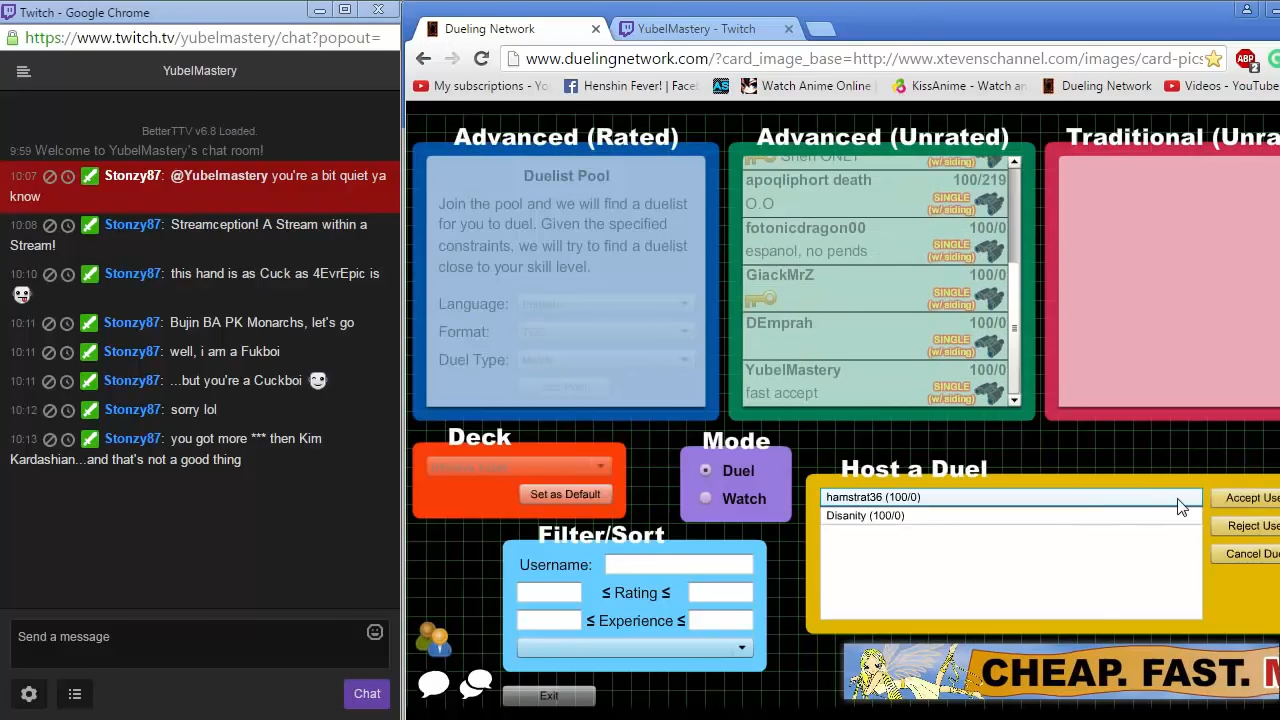 Twitch - Google Chrome
https://www.twitch.tv/yubelmastery/chat?popout=
YubelMastery
BetterTTV v6.8 Loaded.
9:59 Welcome to YubelMastery's chat room!
10:07 Stonzy87: @Yubelmastery you're a bit quiet ya
know
10:08 Stonzy87: Streamception! A Stream within a
Stream!
10:10 Stonzy87: this hand is as Cuck as 4EvrEpic is
10:11 Stonzy87: Bujin BA PK Monarchs, let's go
10:11 Stonzy87: well, i am a Fukboi
10:11 Stonzy87: ...but you're a Cuckboi
10:12 Stonzy87: sorry lol
10:13 Stonzy87: you got more *** then Kim
Kardashian...and that's not a good thing
Send a message
Chat
Dueling Network
YubelMastery - Twitch
www.duelingnetwork.com/?card_image_base=http://www.xtevenschannel.com/images/card-pics
ABP
2
My subscriptions - Yo
Henshin Fever! | Face
AS
Watch Anime Online
KissAnime - Watch an
Dueling Network
Videos - YouTube
Advanced (Rated)
Duelist Pool
Join the pool and we will find a duelist
for you to duel. Given the specified
constraints, we will try to find a duelist
close to your skill level.
Language:
Format:
Duel Type:
Advanced (Unrated)
(w/siding)
apoqliphort death 100/219
O.O SINGLE
(w/siding)
fotonicdragon00 100/0
espanol, no pends SINGLE
(w/siding)
GiackMrZ 100/0
SINGLE
(w/siding)
DEmprah 100/0
SINGLE
(w/siding)
YubelMastery 100/0
fast accept SINGLE
(w/siding)
Traditional (Unra
Deck
Set as Default
Mode
Duel
Watch
Filter/Sort
Username:
≤ Rating ≤
≤ Experience ≤
Exit
Host a Duel
hamstrat36 (100/0)
Disanity (100/0)
Accept Use
Reject Use
Cancel Due
CHEAP. FAST. M